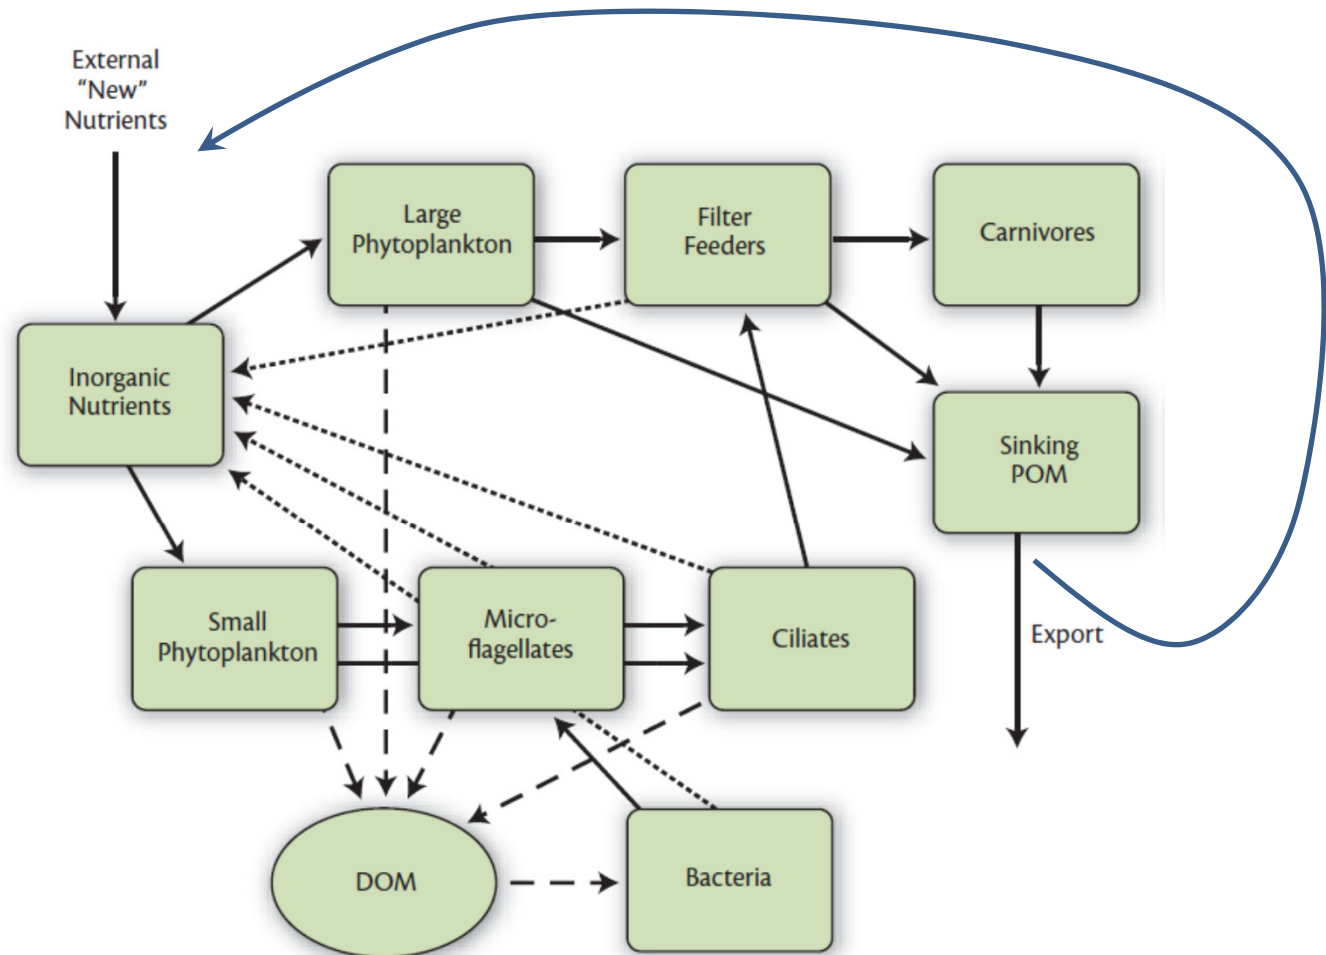 External
“New”
Nutrients
Large
Phytoplankton
Filter
Feeders
Carnivores
Inorganic
Nutrients
Sinking
POM
Small
Phytoplankton
Micro-
flagellates
Ciliates
Export
DOM
Bacteria